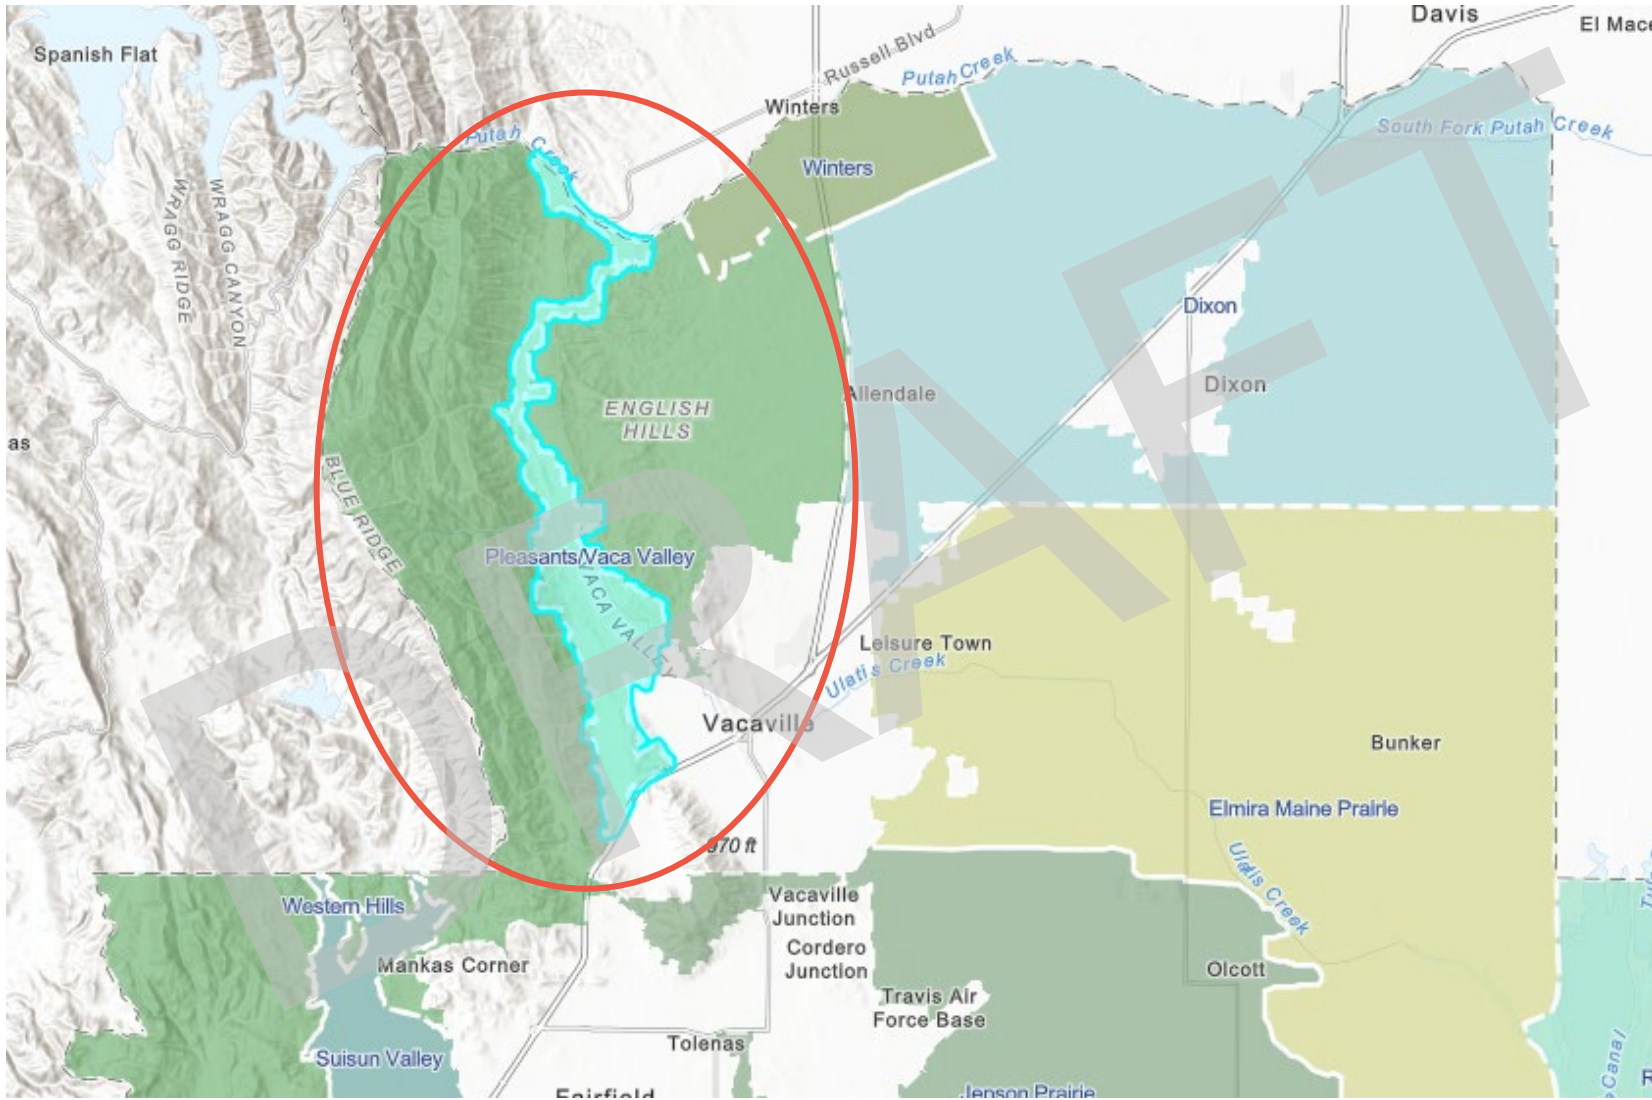 Davis
El Mace
Spanish Flat
Russell Blvd
Putah Creek
Winters
South Fork Putah Creek
Putah Creek
Winters
WRAGG RIDGE
WRAGG CANYON
Dixon
Dixon
Allendale
ENGLISH
HILLS
as
BLUE RIDGE
Pleasants/Vaca Valley
VACA VALLEY
Leisure Town
Ulatis Creek
Vacaville
Bunker
Elmira Maine Prairie
970 ft
Ulatis Creek
Vacaville
Junction
Western Hills
Cordero
Junction
Mankas Corner
Olcott
Travis Air
Force Base
Tolenas
Suisun Valley
Fairfield
Jepson Prairie
Canal
R
DRAFT